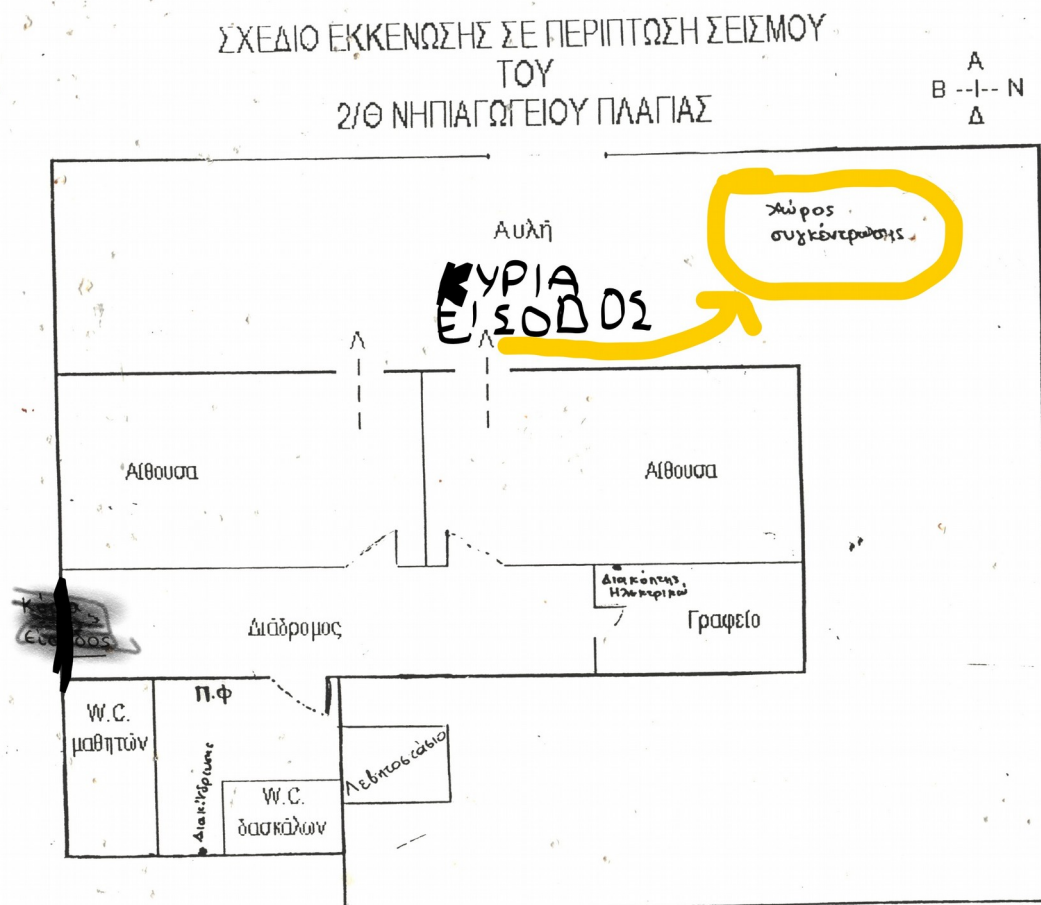 ΣΧΕΔΙΟ ΕΚΚΕΝΩΣΗΣ ΣΕ ΠΕΡΙΠΤΩΣΗ ΣΕΙΣΜΟΥ
ΤΟΥ
2/Θ ΝΗΠΙΑΓΩΓΕΙΟΥ ΠΛΑΓΙΑΣ
Α
Β --Ι-- Ν
Δ
Χώρος
συγκέντρωσης
Αυλή
ΚΥΡΙΑ
ΕΙΣΟΔΟΣ
Αίθουσα
Αίθουσα
Διακόπτης
Ηλεκτρικού
Γραφείο
Διάδρομος
Π.Φ
W.C.
μαθητών
Λεβητοστάσιο
W.C.
δασκάλων